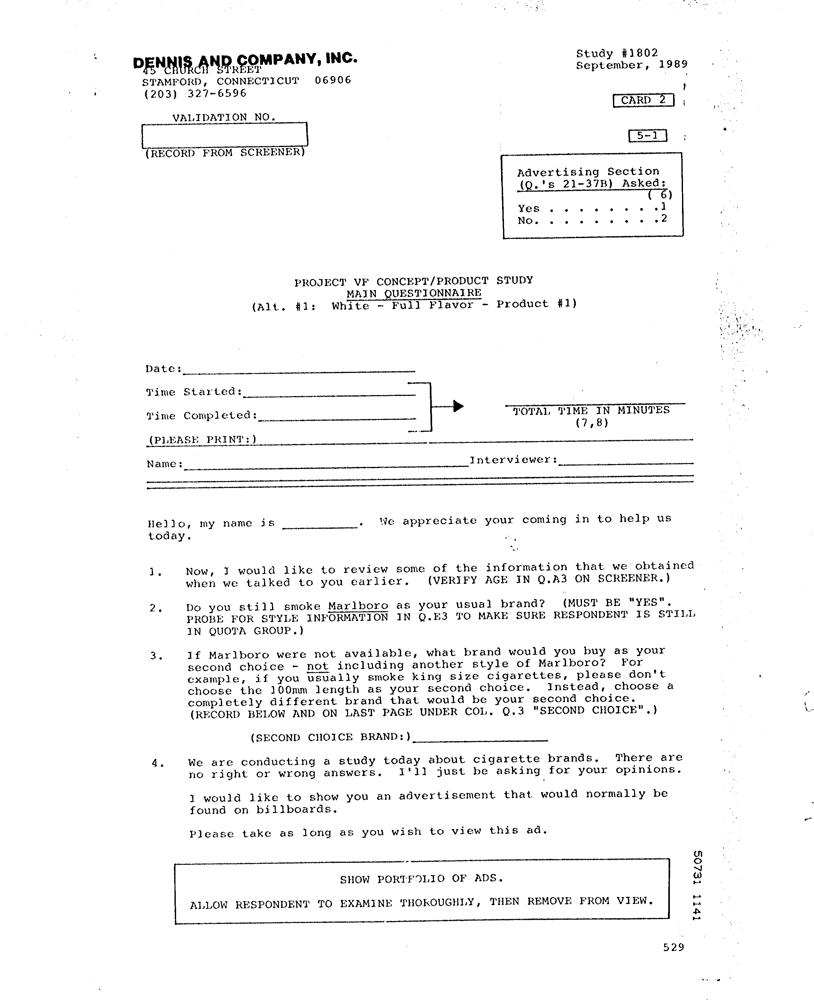 DENNIS AND COMPANY, INC.
45 CHURCH STREET
STAMFORD, CONNECTICUT 06906
(203) 327-6596
Study #1802
September, 1989
CARD 2
VALIDATION NO.
5-1
(RECORD FROM SCREENER)
Advertising Section
(Q.'s 21-37B) Asked:
( 6)
Yes . . . . . . . .1
No. . . . . . . . .2
PROJECT VF CONCEPT/PRODUCT STUDY
MAIN QUESTIONNAIRE
(Alt. #1: White - Full Flavor - Product #1)
Date:
Time Started:
Time Completed:
TOTAL TIME IN MINUTES
(7,8)
(PLEASE PRINT:)
Name: Interviewer:
Hello, my name is __________. We appreciate your coming in to help us
today.
1. Now, I would like to review some of the information that we obtained
when we talked to you earlier. (VERIFY AGE IN Q.A3 ON SCREENER.)
2. Do you still smoke Marlboro as your usual brand? (MUST BE "YES".
PROBE FOR STYLE INFORMATION IN Q.E3 TO MAKE SURE RESPONDENT IS STILL
IN QUOTA GROUP.)
3. If Marlboro were not available, what brand would you buy as your
second choice - not including another style of Marlboro? For
example, if you usually smoke king size cigarettes, please don't
choose the 100mm length as your second choice. Instead, choose a
completely different brand that would be your second choice.
(RECORD BELOW AND ON LAST PAGE UNDER COL. Q.3 "SECOND CHOICE".)
(SECOND CHOICE BRAND:)
4. We are conducting a study today about cigarette brands. There are
no right or wrong answers. I'll just be asking for your opinions.
I would like to show you an advertisement that would normally be
found on billboards.
Please take as long as you wish to view this ad.
SHOW PORTFOLIO OF ADS.
ALLOW RESPONDENT TO EXAMINE THOROUGHLY, THEN REMOVE FROM VIEW.
50731 1141
529